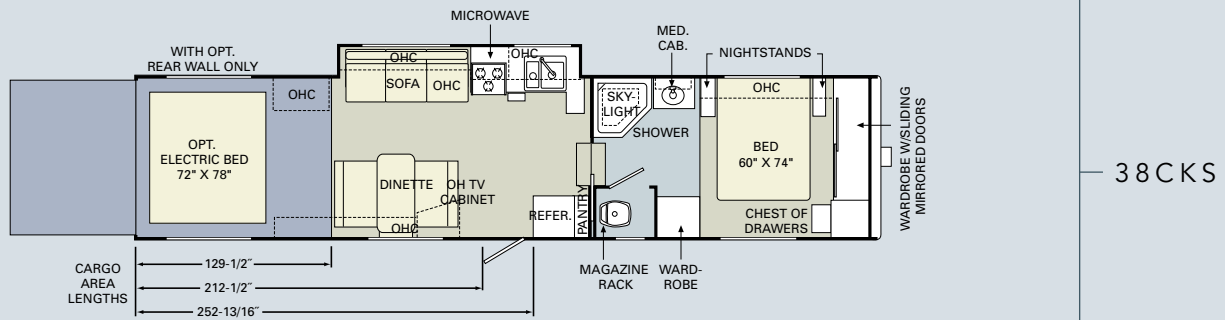 MICROWAVE
WITH OPT.
REAR WALL ONLY
MED.
CAB.
NIGHTSTANDS
OHC
OHC
OHC
SOFA
OHC
SKY-
LIGHT
SHOWER
OHC
OPT.
ELECTRIC BED
72" X 78"
BED
60" X 74"
WARDROBE W/SLIDING
MIRRORED DOORS
38CKS
DINETTE
OH TV
CABINET
OHC
REFER.
PANTRY
CHEST OF
DRAWERS
CARGO
AREA
LENGTHS
129-1/2"
212-1/2"
252-13/16"
MAGAZINE
RACK
WARD-
ROBE